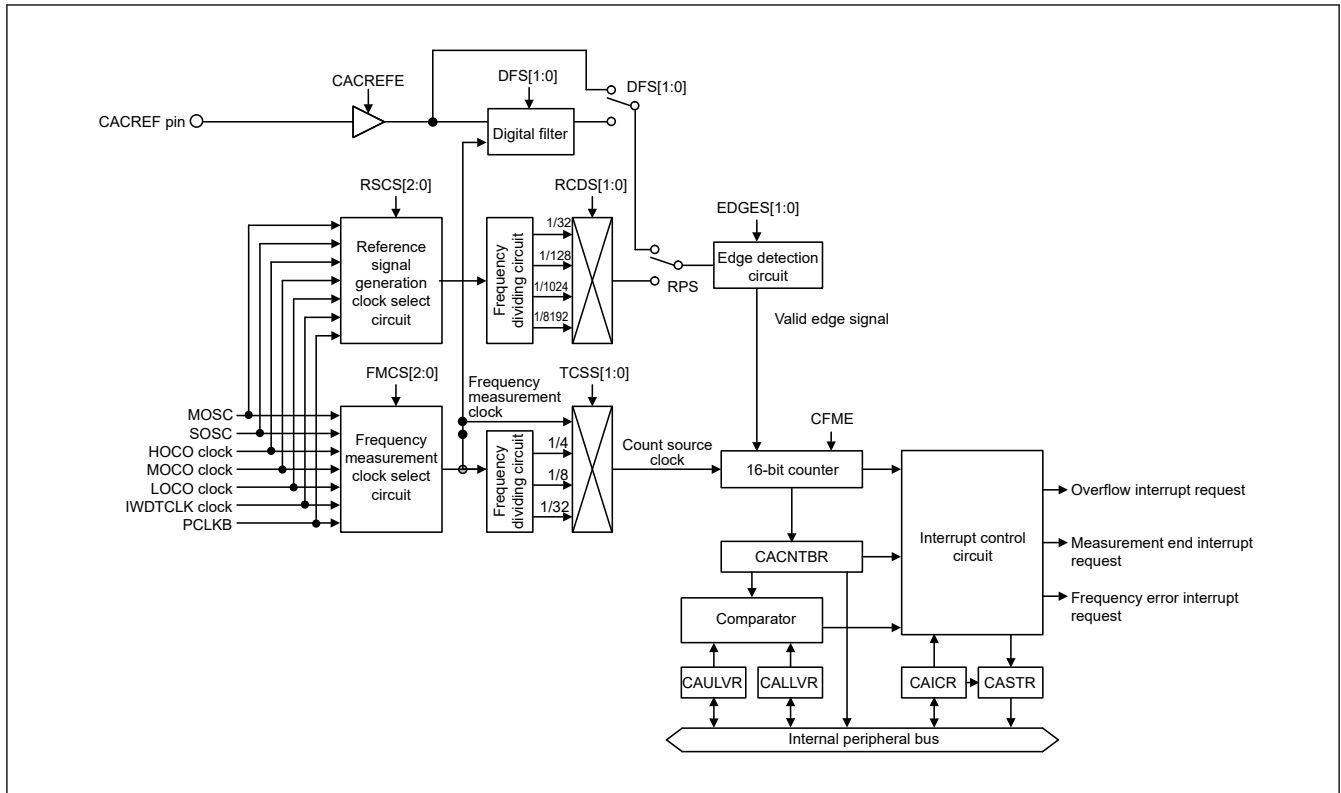 DFS[1:0]
DFS[1:0]
CACREFE
CACREF pin
Digital filter
RSCS[2:0]
RCDS[1:0]
EDGES[1:0]
Reference
signal
generation
clock select
circuit
Frequency
dividing circuit
1/32
1/128
1/1024
1/8192
RPS
Edge detection
circuit
Valid edge signal
FMCS[2:0]
Frequency
measurement
clock
TCSS[1:0]
MOSC
SOSC
HOCO clock
MOCO clock
LOCO clock
IWDTCLK clock
PCLKB
Frequency
measurement
clock select
circuit
Frequency
dividing circuit
1/4
1/8
1/32
Count source
clock
CFME
16-bit counter
CACNTBR
Comparator
CAULVR
CALLVR
Interrupt control
circuit
Overflow interrupt request
Measurement end interrupt
request
Frequency error interrupt
request
CAICR
CASTR
Internal peripheral bus